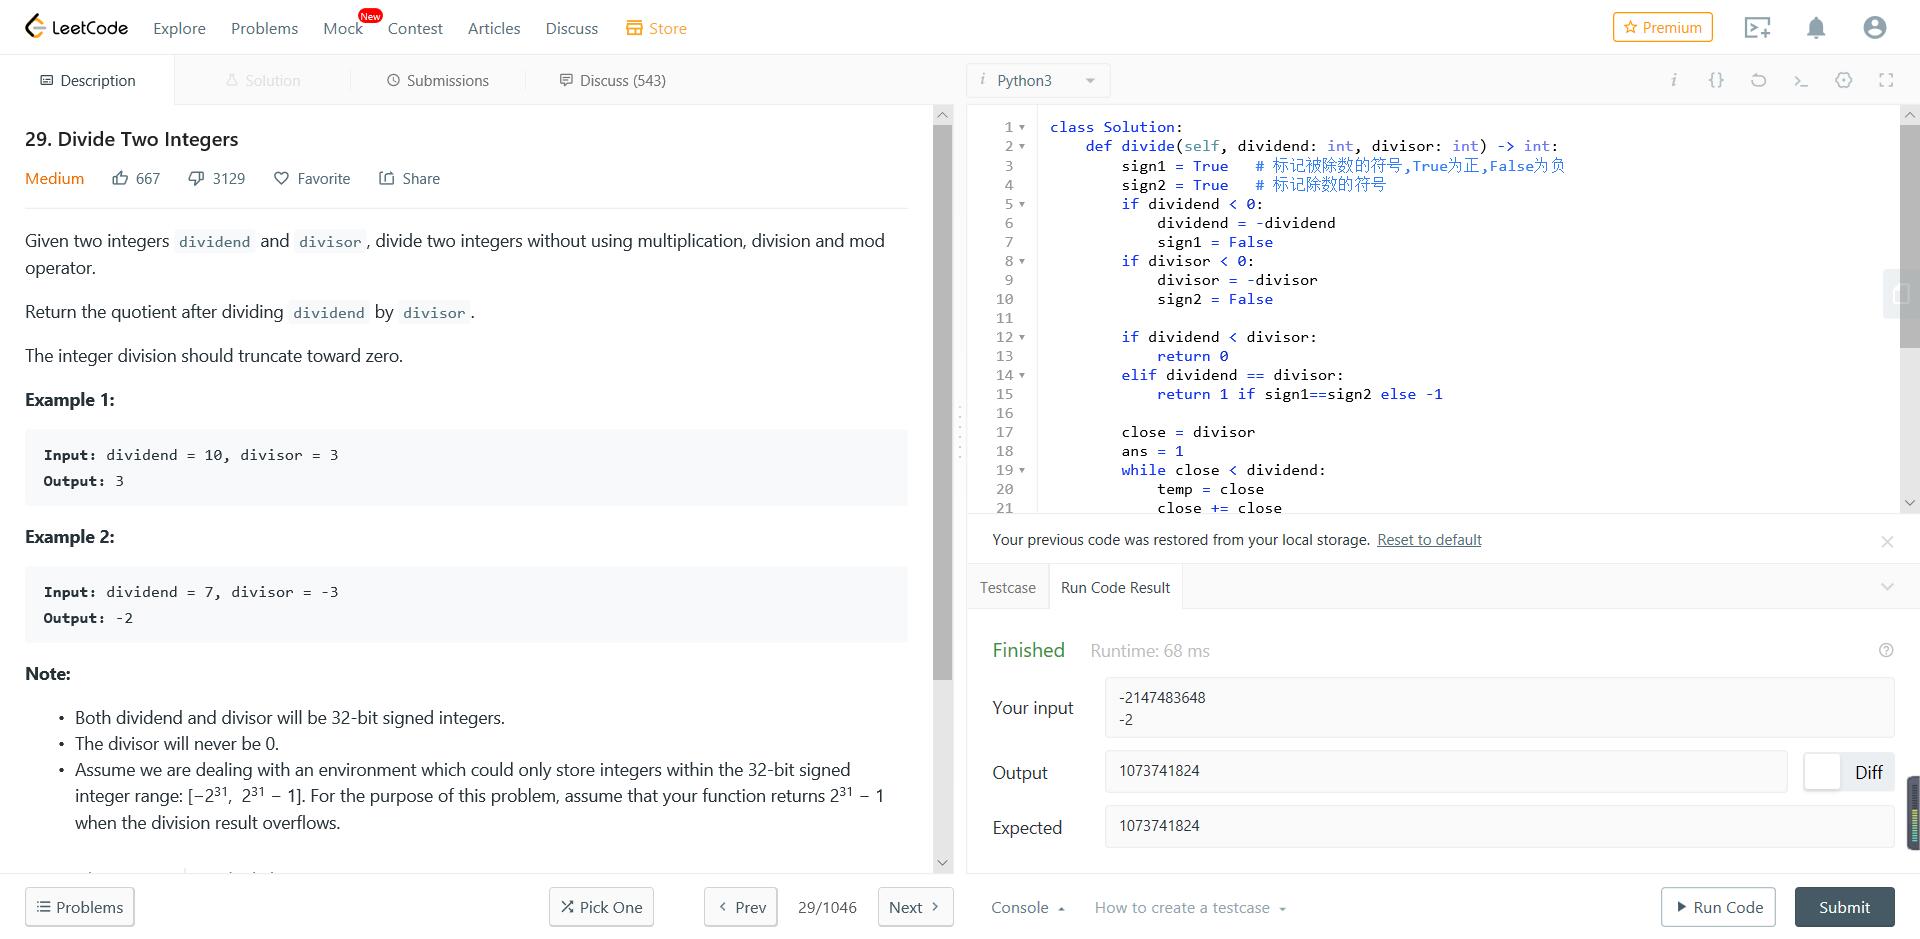 LeetCode Explore Problems Mock New Contest Articles Discuss Store Premium
Description Solution Submissions Discuss (543)
29. Divide Two Integers
Medium 667 3129 Favorite Share
Given two integers dividend and divisor, divide two integers without using multiplication, division and mod
operator.
Return the quotient after dividing dividend by divisor.
The integer division should truncate toward zero.
Example 1:
Input: dividend = 10, divisor = 3
Output: 3
Example 2:
Input: dividend = 7, divisor = -3
Output: -2
Note:
• Both dividend and divisor will be 32-bit signed integers.
• The divisor will never be 0.
• Assume we are dealing with an environment which could only store integers within the 32-bit signed
integer range: [−2³¹, 2³¹ − 1]. For the purpose of this problem, assume that your function returns 2³¹ − 1
when the division result overflows.
Problems Pick One Prev 29/1046 Next
i Python3 i {}
1 class Solution:
2 def divide(self, dividend: int, divisor: int) -> int:
3 sign1 = True # 标记被除数的符号,True为正,False为负
4 sign2 = True # 标记除数的符号
5 if dividend < 0:
6 dividend = -dividend
7 sign1 = False
8 if divisor < 0:
9 divisor = -divisor
10 sign2 = False
11
12 if dividend < divisor:
13 return 0
14 elif dividend == divisor:
15 return 1 if sign1==sign2 else -1
16
17 close = divisor
18 ans = 1
19 while close < dividend:
20 temp = close
21 close += close
Your previous code was restored from your local storage. Reset to default
Testcase Run Code Result
Finished Runtime: 68 ms
Your input
-2147483648
-2
Output 1073741824 Diff
Expected 1073741824
Console How to create a testcase Run Code Submit